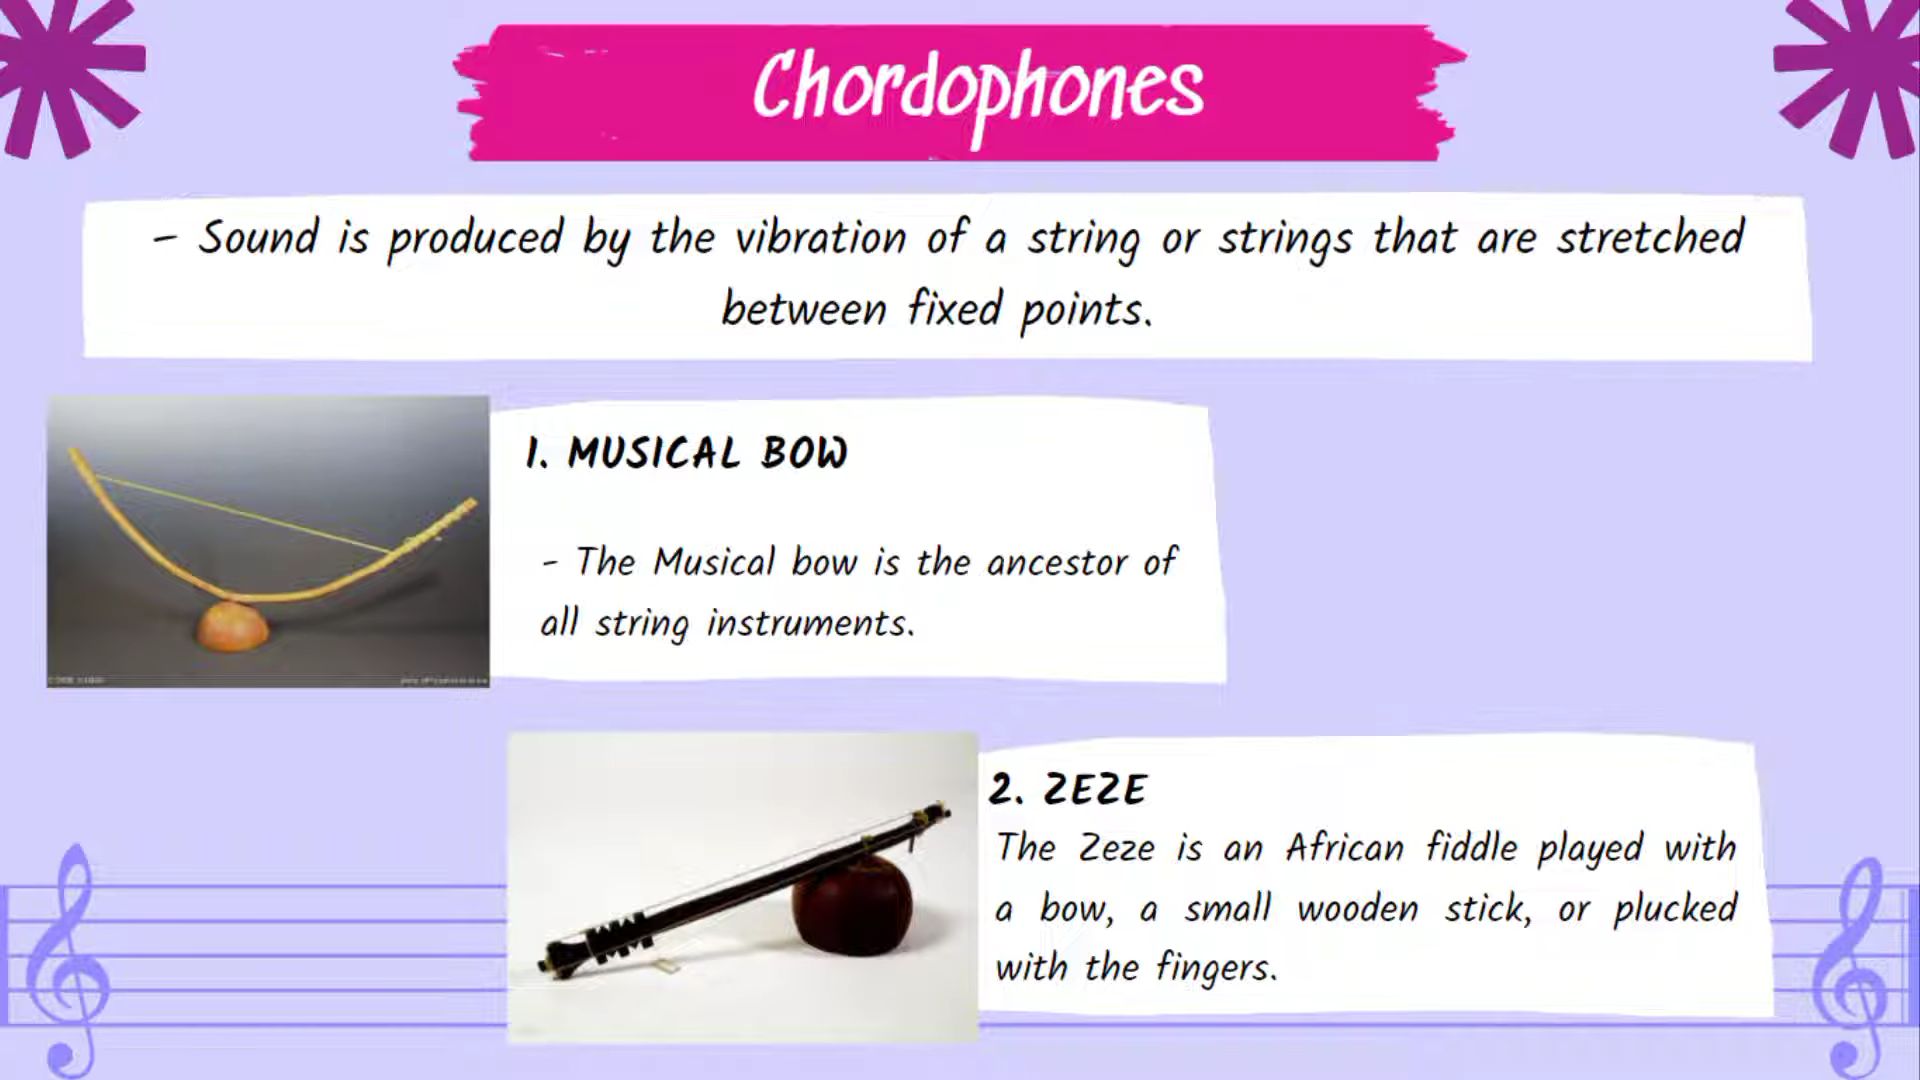 Chordophones
– Sound is produced by the vibration of a string or strings that are stretched
between fixed points.
1. MUSICAL BOW
- The Musical bow is the ancestor of
all string instruments.
2. ZEZE
The Zeze is an African fiddle played with
a bow, a small wooden stick, or plucked
with the fingers.